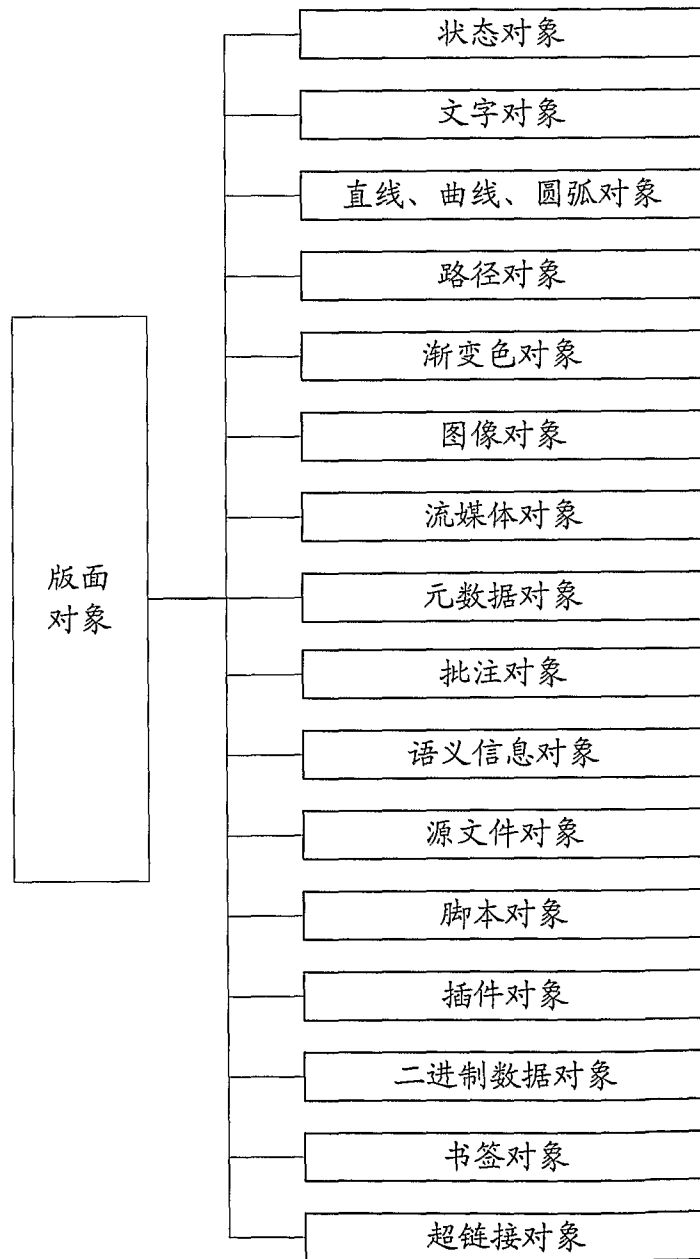 状态对象
文字对象
直线、曲线、圆弧对象
路径对象
渐变色对象
图像对象
流媒体对象
版面
对象
元数据对象
批注对象
语义信息对象
源文件对象
脚本对象
插件对象
二进制数据对象
书签对象
超链接对象